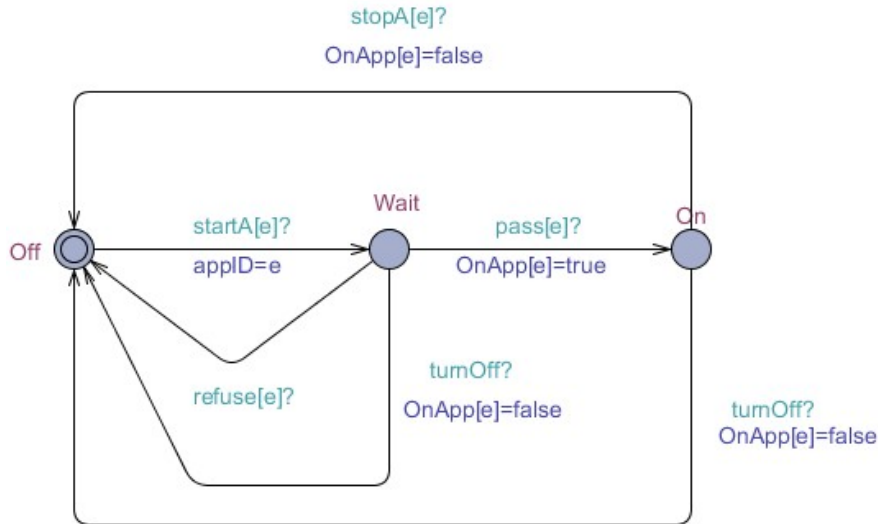 stopA[e]?
OnApp[e]=false
Wait
On
Off
startA[e]?
appID=e
pass[e]?
OnApp[e]=true
refuse[e]?
turnOff?
OnApp[e]=false
turnOff?
OnApp[e]=false